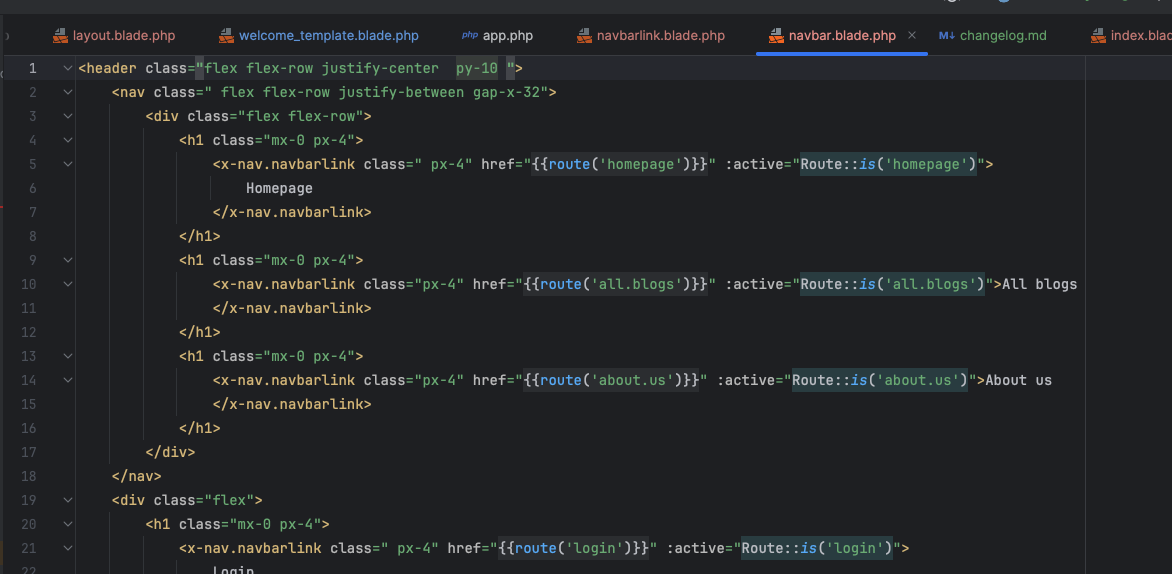 layout.blade.php welcome_template.blade.php php app.php navbarlink.blade.php navbar.blade.php × M↓ changelog.md index.blad
1 <header class="flex flex-row justify-center  py-10 ">
2 <nav class=" flex flex-row justify-between gap-x-32">
3 <div class="flex flex-row">
4 <h1 class="mx-0 px-4">
5 <x-nav.navbarlink class=" px-4" href="{{route('homepage')}}" :active="Route::is('homepage')">
6 Homepage
7 </x-nav.navbarlink>
8 </h1>
9 <h1 class="mx-0 px-4">
10 <x-nav.navbarlink class="px-4" href="{{route('all.blogs')}}" :active="Route::is('all.blogs')">All blogs
11 </x-nav.navbarlink>
12 </h1>
13 <h1 class="mx-0 px-4">
14 <x-nav.navbarlink class="px-4" href="{{route('about.us')}}" :active="Route::is('about.us')">About us
15 </x-nav.navbarlink>
16 </h1>
17 </div>
18 </nav>
19 <div class="flex">
20 <h1 class="mx-0 px-4">
21 <x-nav.navbarlink class=" px-4" href="{{route('login')}}" :active="Route::is('login')">
22 Login